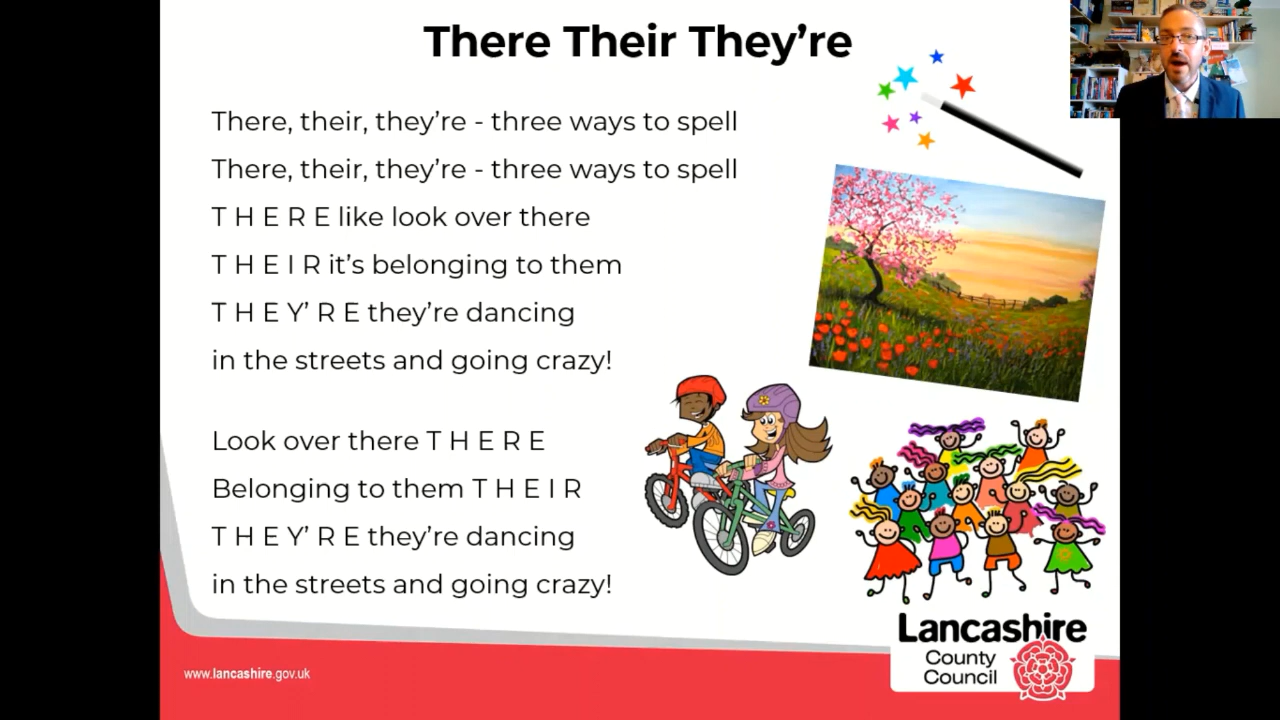 There Their They’re
There, their, they’re - three ways to spell
There, their, they’re - three ways to spell
T H E R E like look over there
T H E I R it’s belonging to them
T H E Y’ R E they’re dancing
in the streets and going crazy!
Look over there T H E R E
Belonging to them T H E I R
T H E Y’ R E they’re dancing
in the streets and going crazy!
www.lancashire.gov.uk
Lancashire
County
Council